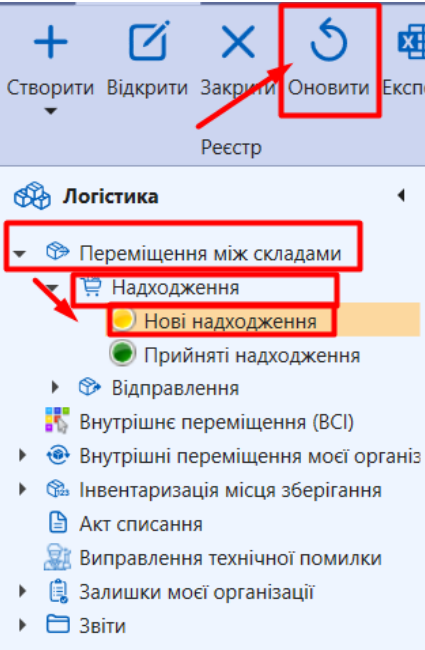 Створити Відкрити Закрити Оновити Експ
Реєстр
Логістика
Переміщення між складами
Надходження
Нові надходження
Прийняті надходження
Відправлення
Внутрішнє переміщення (ВСІ)
Внутрішні переміщення моєї організ
Інвентаризація місця зберігання
Акт списання
Виправлення технічної помилки
Залишки моєї організації
Звіти